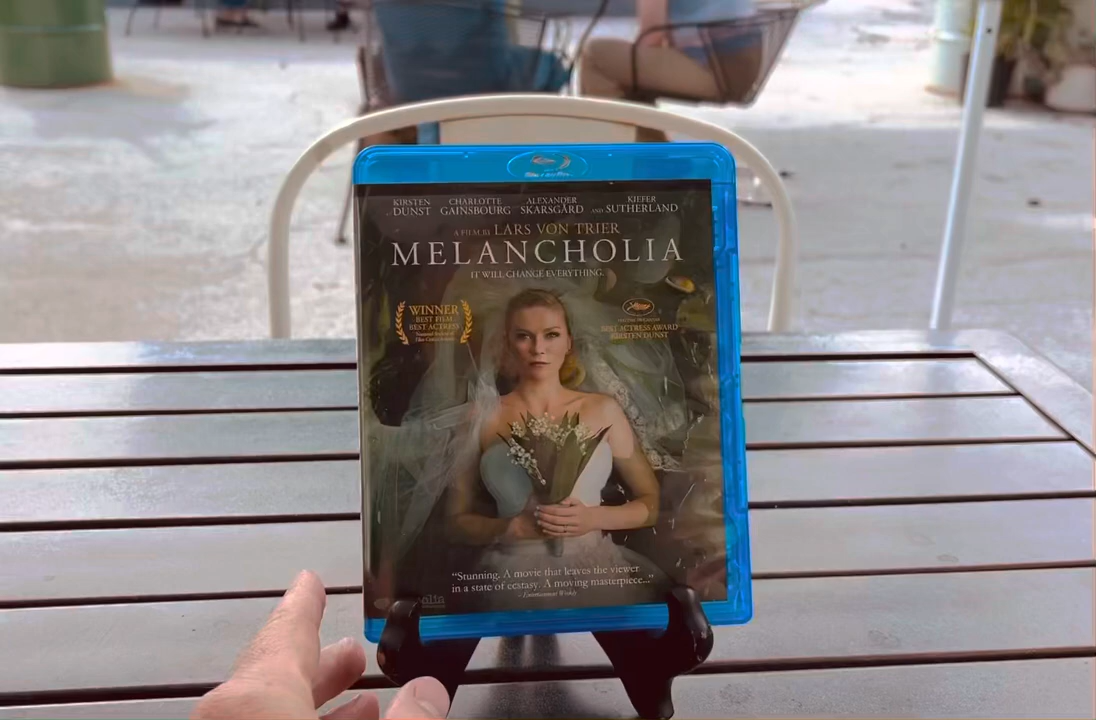 KIRSTEN CHARLOTTE ALEXANDER KIEFER
DUNST GAINSBOURG SKARSGÅRD AND SUTHERLAND
A FILM BY LARS VON TRIER
MELANCHOLIA
IT WILL CHANGE EVERYTHING.
WINNER
BEST FILM
BEST ACTRESS
BEST ACTRESS AWARD
KIRSTEN DUNST
“Stunning. A movie that leaves the viewer
in a state of ecstasy. A moving masterpiece...”
- Entertainment Weekly